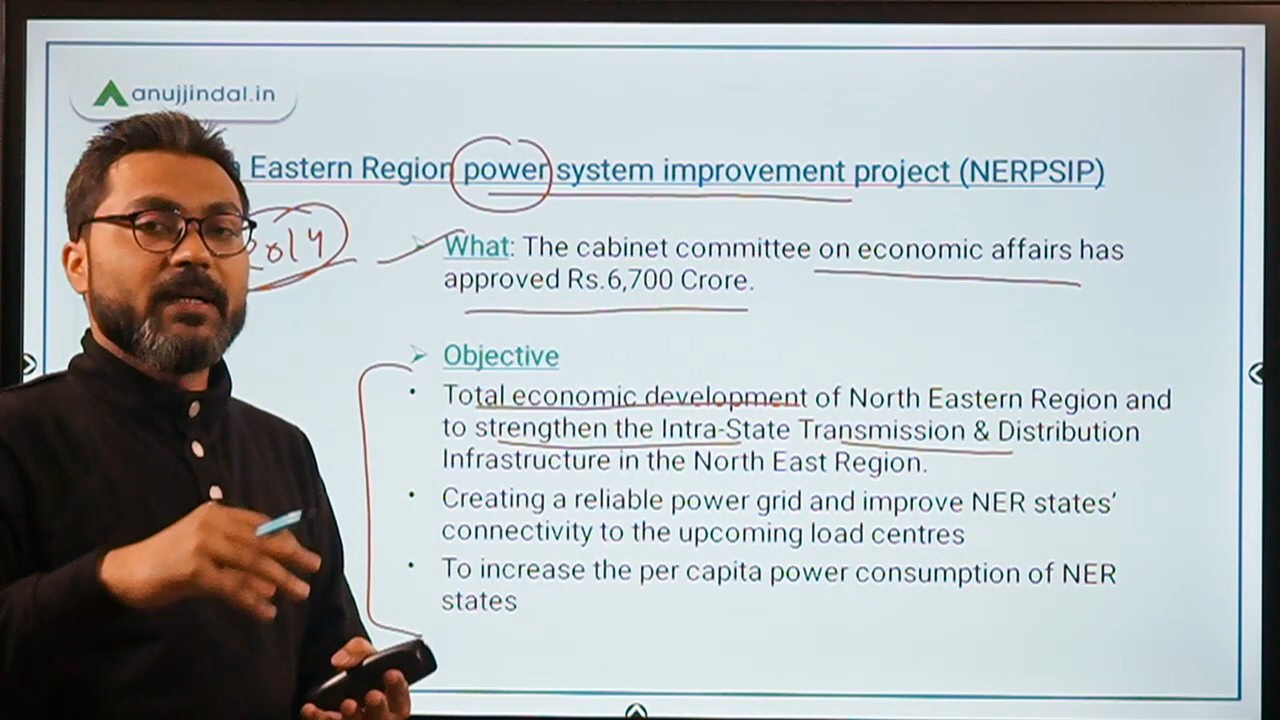 anujjindal.in
Eastern Region power system improvement project (NERPSIP)
2014
What: The cabinet committee on economic affairs has
approved Rs.6,700 Crore.
Objective
Total economic development of North Eastern Region and
to strengthen the Intra-State Transmission & Distribution
Infrastructure in the North East Region.
Creating a reliable power grid and improve NER states'
connectivity to the upcoming load centres
To increase the per capita power consumption of NER
states